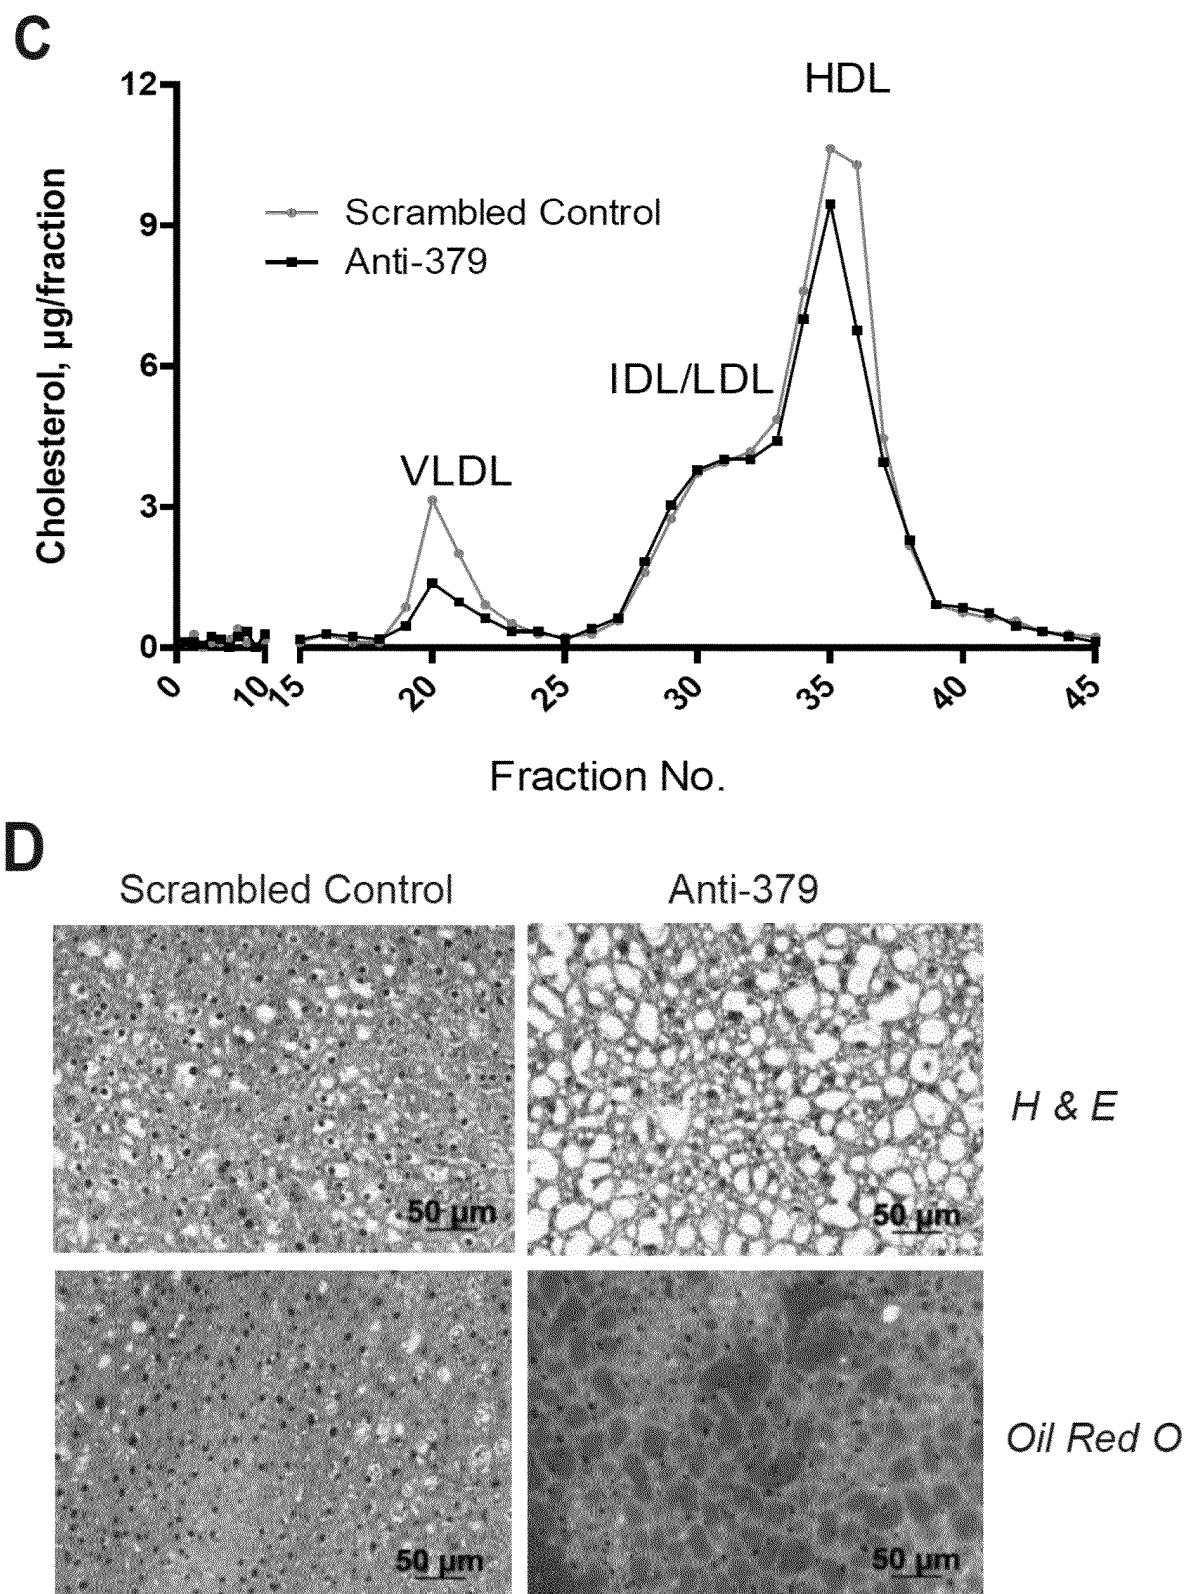 C
12
HDL
Scrambled Control
9
Anti-379
Cholesterol, µg/fraction
6
IDL/LDL
VLDL
3
0
0 10 15 20 25 30 35 40 45
Fraction No.
D
Scrambled Control Anti-379
H & E
50 µm 50 µm
Oil Red O
50 µm 50 µm